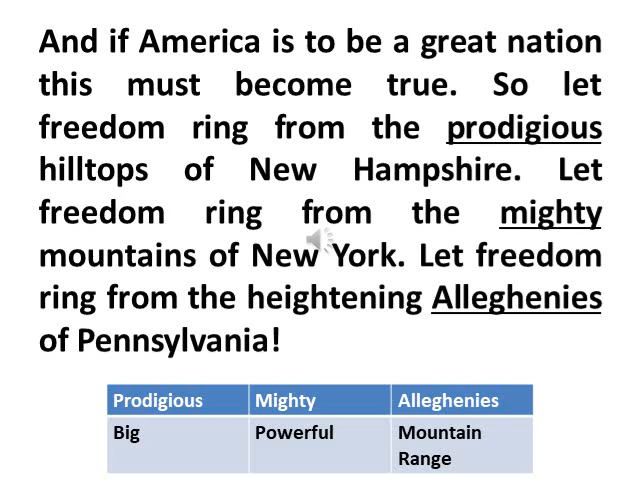 And if America is to be a great nation
this must become true. So let
freedom ring from the prodigious
hilltops of New Hampshire. Let
freedom ring from the mighty
mountains of New York. Let freedom
ring from the heightening Alleghenies
of Pennsylvania!
Prodigious Mighty Alleghenies
Big Powerful Mountain
Range